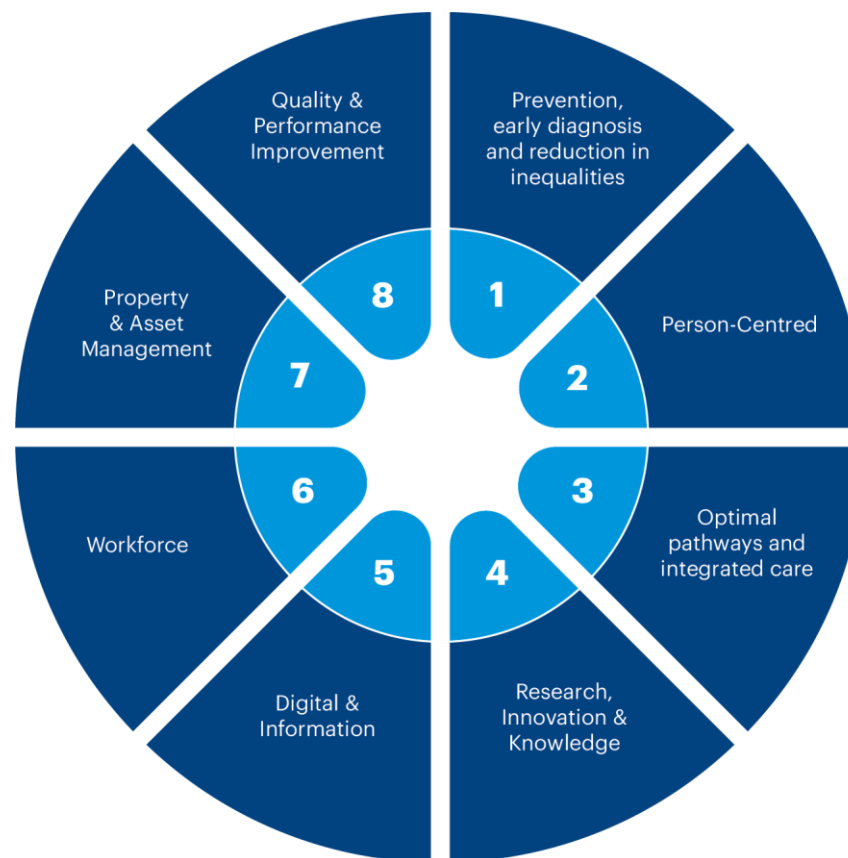 1
Prevention,
early diagnosis
and reduction in
inequalities
2
Person-Centred
3
Optimal
pathways and
integrated care
4
Research,
Innovation &
Knowledge
5
Digital &
Information
6
Workforce
7
Property
& Asset
Management
8
Quality &
Performance
Improvement